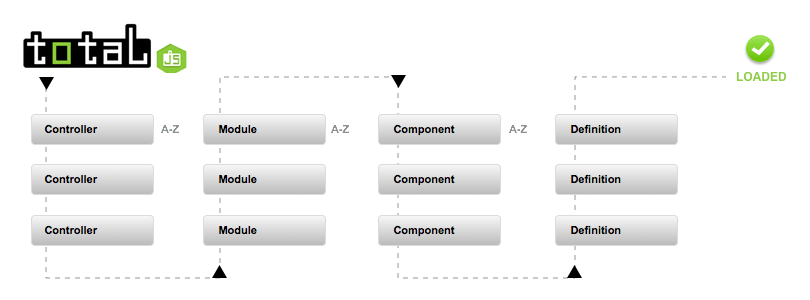 total
JS
LOADED
Controller A-Z Module A-Z Component A-Z Definition
Controller Module Component Definition
Controller Module Component Definition